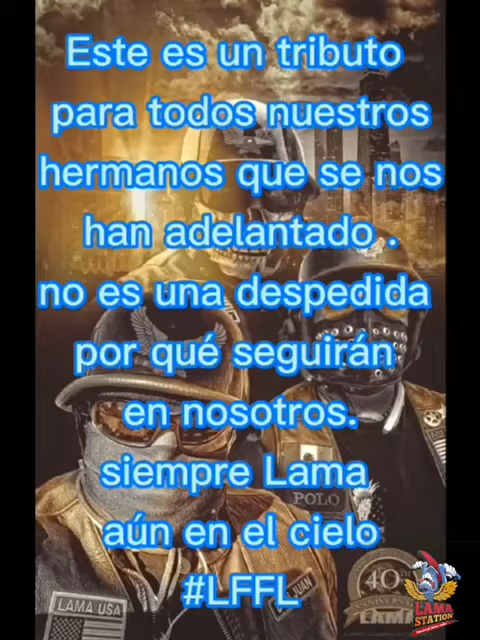 Este es un tributo
para todos nuestros
hermanos que se nos
han adelantado .
no es una despedida
por qué seguirán
en nosotros.
siempre Lama
aún en el cielo
#LFFL
POLO
JUAN
LAMA USA
40
LAMA
LAMA
STATION